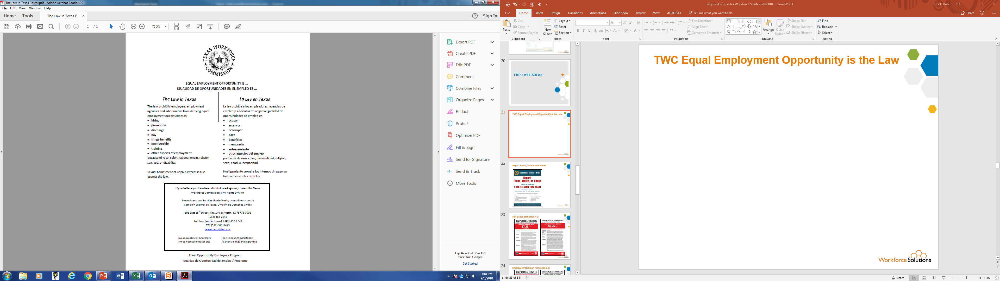 The Law in Texas Poster.pdf - Adobe Acrobat Reader DC
File Edit View Window Help
Home Tools The Law in Texas P... × Sign In
1 / 1 75.5%
TEXAS WORKFORCE COMMISSION
EQUAL EMPLOYMENT OPPORTUNITY IS ...
IGUALIDAD DE OPORTUNIDADES EN EL EMPLEO ES ...
The Law in Texas
The law prohibits employers, employment
agencies and labor unions from denying equal
employment opportunities in
• hiring
• promotion
• discharge
• pay
• fringe benefits
• membership
• training
• other aspects of employment
because of race, color, national origin, religion,
sex, age, or disability.
Sexual harassment of unpaid interns is also
against the law.
La Ley en Texas
La ley prohíbe a los empleadores, agencias de
empleo y sindicatos de negar la igualidad de
oportunidades de empleo en
• ocupar
• ascensos
• desocupar
• pago
• beneficios
• membrecia
• entrenamiento
• otros aspectos del empleo
por causa de raza, color, nacionalidad, religion,
sexo, edad, o incapacidad.
Hostigamiento sexual a los internos sin pago va
tambien en contra de la ley.
If you believe you have been discriminated against, contact the Texas
Workforce Commission, Civil Rights Division
Si usted cree que ha sido discriminado, comuníquese con la
Comisión Laboral de Texas, División de Derechos Civiles
101 East 15th Street, Rm. 144-T; Austin, TX 78778-0001
(512) 463-2642
Toll Free (within Texas) 1-888-452-4778
TTY (512) 371-7473
www.twc.state.tx.us
No appointment necessary Free Language Assistance
No es necesario hacer cita Asistencia lingüística gratuita
Equal Opportunity Employer / Program
Igualdad de Oportunidad de Empleo / Programa
Export PDF
Create PDF
Edit PDF
Comment
Combine Files
Organize Pages
Redact
Protect
Optimize PDF
Fill & Sign
Send for Signature
Send & Track
More Tools
Try Acrobat Pro DC
free for 7 days
Get Started
3:18 PM
9/5/2018
Required Posters for Workforce Solutions 083018 - PowerPoint
Cook, Bobi
File Home Insert Design Transitions Animations Slide Show Review View ACROBAT Tell me what you want to do Share
Paste
Cut
Copy
Format Painter
Clipboard
New
Slide
Layout
Reset
Section
Slides
26
B I U S abc AV Aa A
Font
Text Direction
Align Text
Convert to SmartArt
Paragraph
Arrange
Quick
Styles
Shape Fill
Shape Outline
Shape Effects
Drawing
Find
Replace
Select
Editing
20
EMPLOYEE AREAS
21
TWC Equal Employment Opportunity is the Law
22
Report Fraud, Waste, and Abuse
Texas State Auditor's Office
Report
Fraud, Waste, or Abuse
1-800-TX-AUDIT (892-8348)
23
Fair Labor Standards Act
EMPLOYEE RIGHTS
$7.25
DERECHOS DE LOS TRABAJADORES
$7.25
24
Employee Polygraph Protection Act
EMPLOYEE RIGHTS
TWC Equal Employment Opportunity is the Law
Workforce Solutions
Slide 21 of 35
Notes
120%